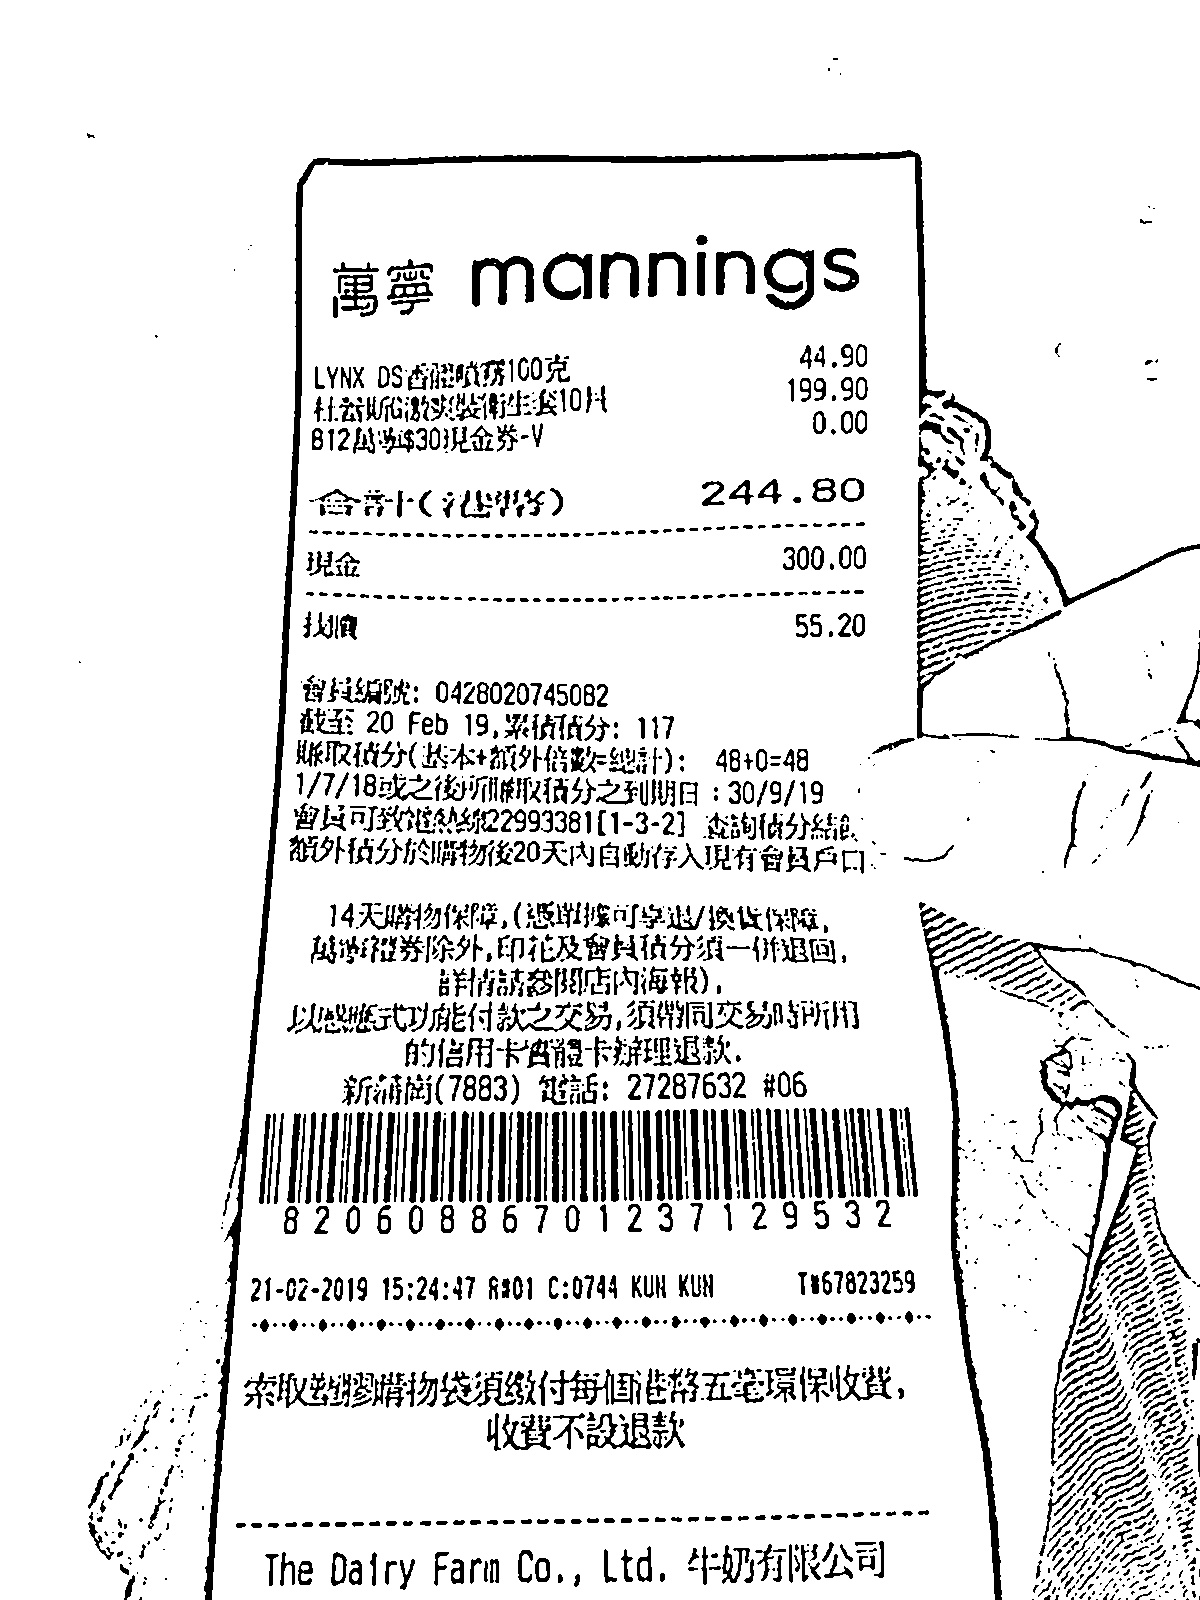 萬寧 mannings
LYNX DS香體噴霧100克 44.90
杜蕾斯激爽裝衛生套10片 199.90
B12萬寧$30現金券-V 0.00
合計(港幣) 244.80
現金 300.00
找贖 55.20
會員編號: 0428020745082
截至 20 Feb 19,累積積分: 117
賺取積分(基本+額外倍數=總計): 48+0=48
1/7/18或之後所賺取積分之到期日:30/9/19
會員可致電熱線22993381[1-3-2] 查詢積分結餘
額外積分於購物後20天內自動存入現有會員戶口
14天購物保障,(憑單據可享退/換貨保障,
萬寧禮券除外,印花及會員積分須一併退回,
詳情請參閱店內海報),
以感應式功能付款之交易,須帶同交易時所用
的信用卡實體卡辦理退款.
新蒲崗(7883) 電話: 27287632 #06
820608867012371 29532
21-02-2019 15:24:47 R#01 C:0744 KUN KUN T#67823259
索取塑膠購物袋須繳付每個港幣五毫環保收費,
收費不設退款
The Dairy Farm Co., Ltd. 牛奶有限公司